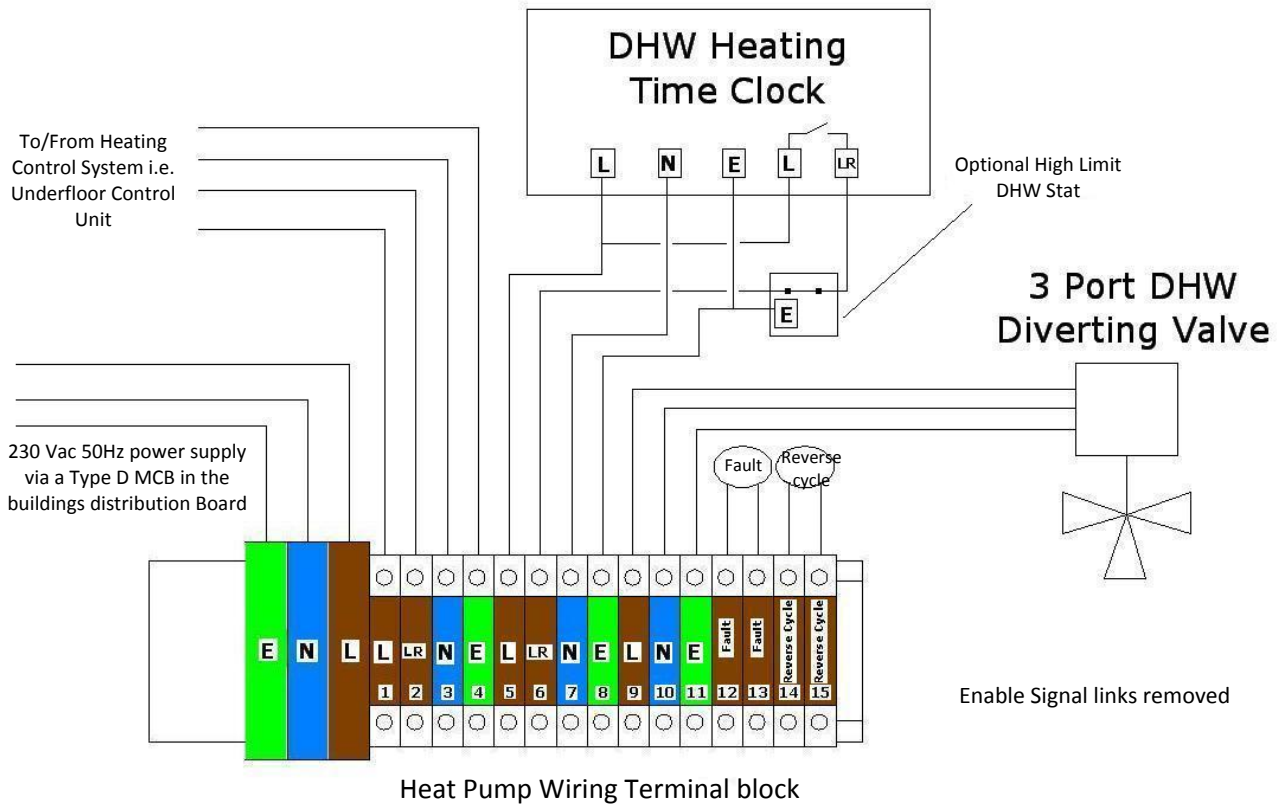 DHW Heating
Time Clock
L N E L LR
To/From Heating
Control System i.e.
Underfloor Control
Unit
Optional High Limit
DHW Stat
E
3 Port DHW
Diverting Valve
230 Vac 50Hz power supply
via a Type D MCB in the
buildings distribution Board
Fault
Reverse
cycle
E N L L LR N E L LR N E L N E Fault Fault Reverse Cycle Reverse Cycle
1 2 3 4 5 6 7 8 9 10 11 12 13 14 15
Enable Signal links removed
Heat Pump Wiring Terminal block